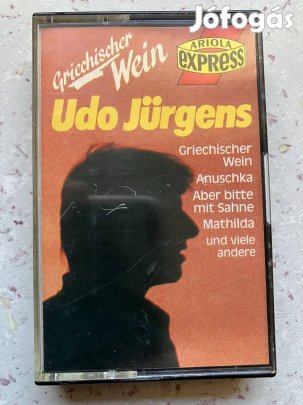 Jófogás
Griechischer
Wein
ARIOLA
EXPRESS
Udo Jürgens
Griechischer
Wein
Anuschka
Aber bitte
mit Sahne
Mathilda
und viele
andere